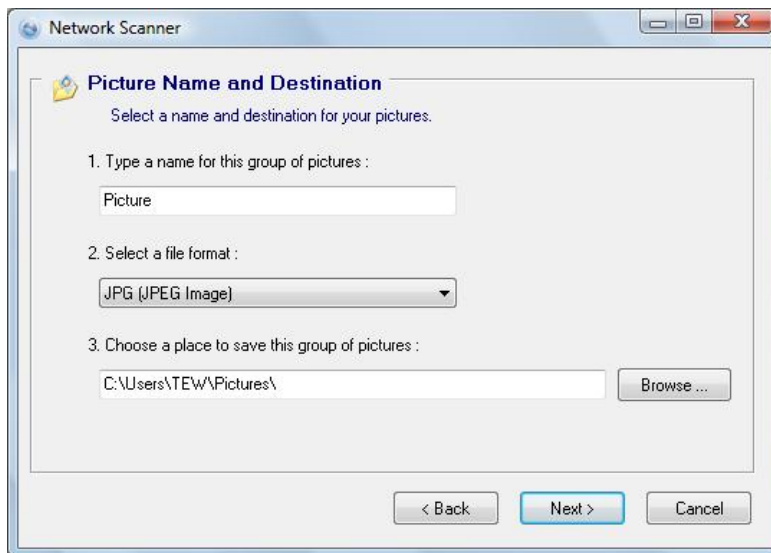 Network Scanner
Picture Name and Destination
Select a name and destination for your pictures.
1. Type a name for this group of pictures :
Picture
2. Select a file format :
JPG (JPEG Image)
3. Choose a place to save this group of pictures :
C:\Users\TEW\Pictures\
Browse ...
< Back
Next >
Cancel